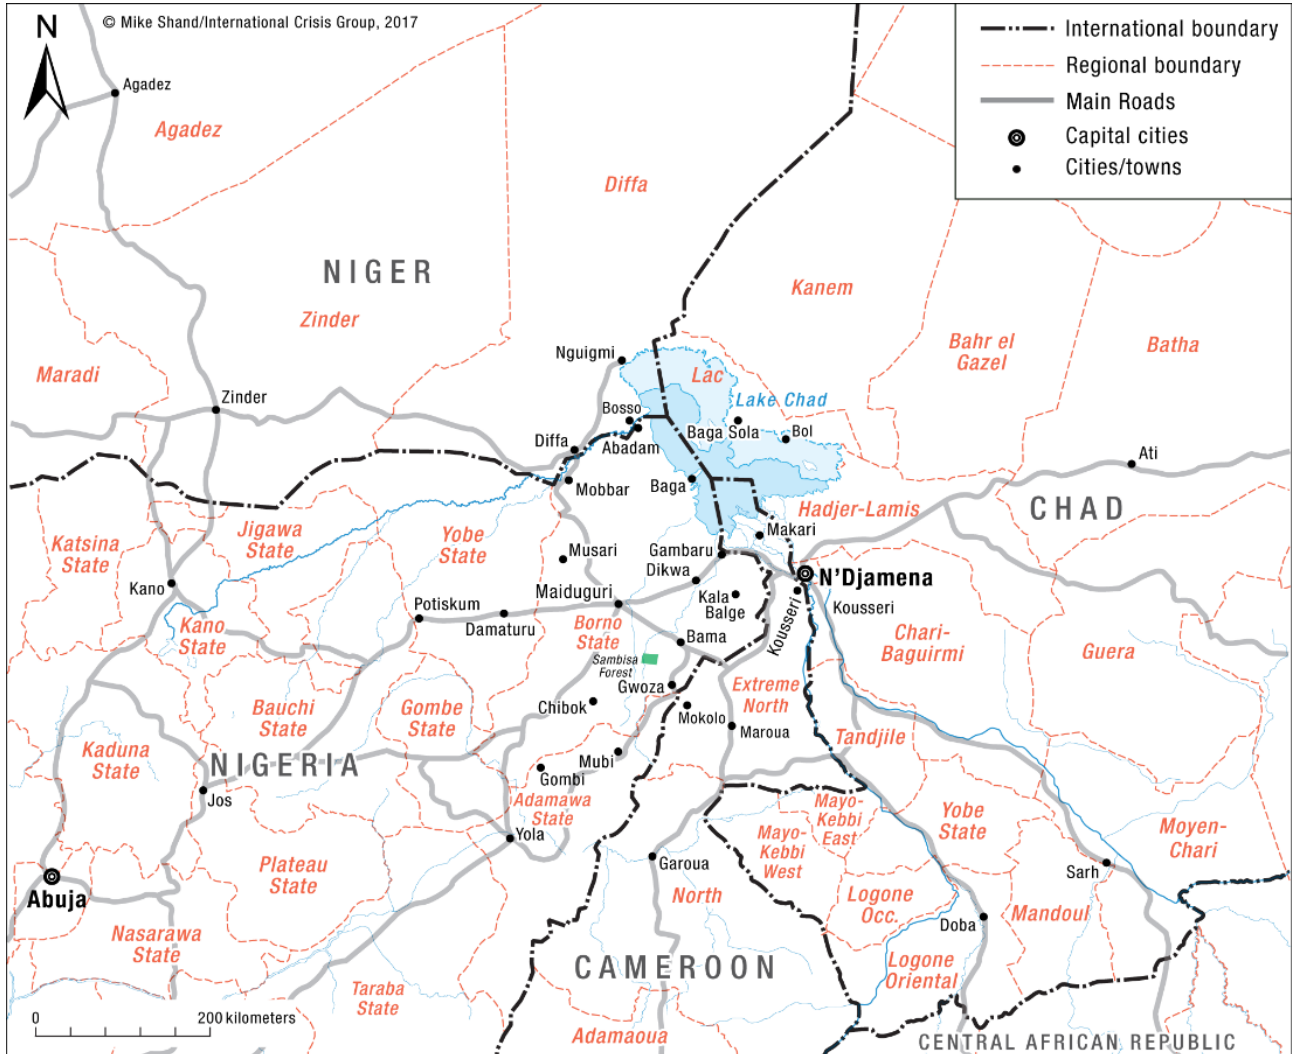 © Mike Shand/International Crisis Group, 2017
N
International boundary
Regional boundary
Main Roads
Capital cities
Cities/towns
Agadez
Agadez
Diffa
NIGER
Zinder
Kanem
Bahr el
Gazel
Batha
Maradi
Nguigmi
Lac
Lake Chad
Zinder
Bosso
Abadam
Baga Sola
Bol
Diffa
Mobbar
Baga
Ati
CHAD
Hadjer-Lamis
Katsina
State
Jigawa
State
Yobe
State
Makari
Musari
Gambaru
Dikwa
N'Djamena
Kano
Maiduguri
Kala
Balge
Kousseri
Kousseri
Potiskum
Damaturu
Kano
State
Borno
State
Bama
Chari-
Baguirmi
Guera
Sambisa
Forest
Gwoza
Extreme
North
Bauchi
State
Gombe
State
Chibok
Mokolo
Maroua
Tandjile
Kaduna
State
NIGERIA
Mubi
Gombi
Jos
Adamawa
State
Mayo-
Kebbi
East
Yobe
State
Mayo-
Kebbi
West
Moyen-
Chari
Yola
Garoua
Sarh
Plateau
State
Abuja
North
Logone
Occ.
Mandoul
Doba
Nasarawa
State
CAMEROON
Logone
Oriental
Taraba
State
0
200 kilometers
Adamaoua
CENTRAL AFRICAN REPUBLIC